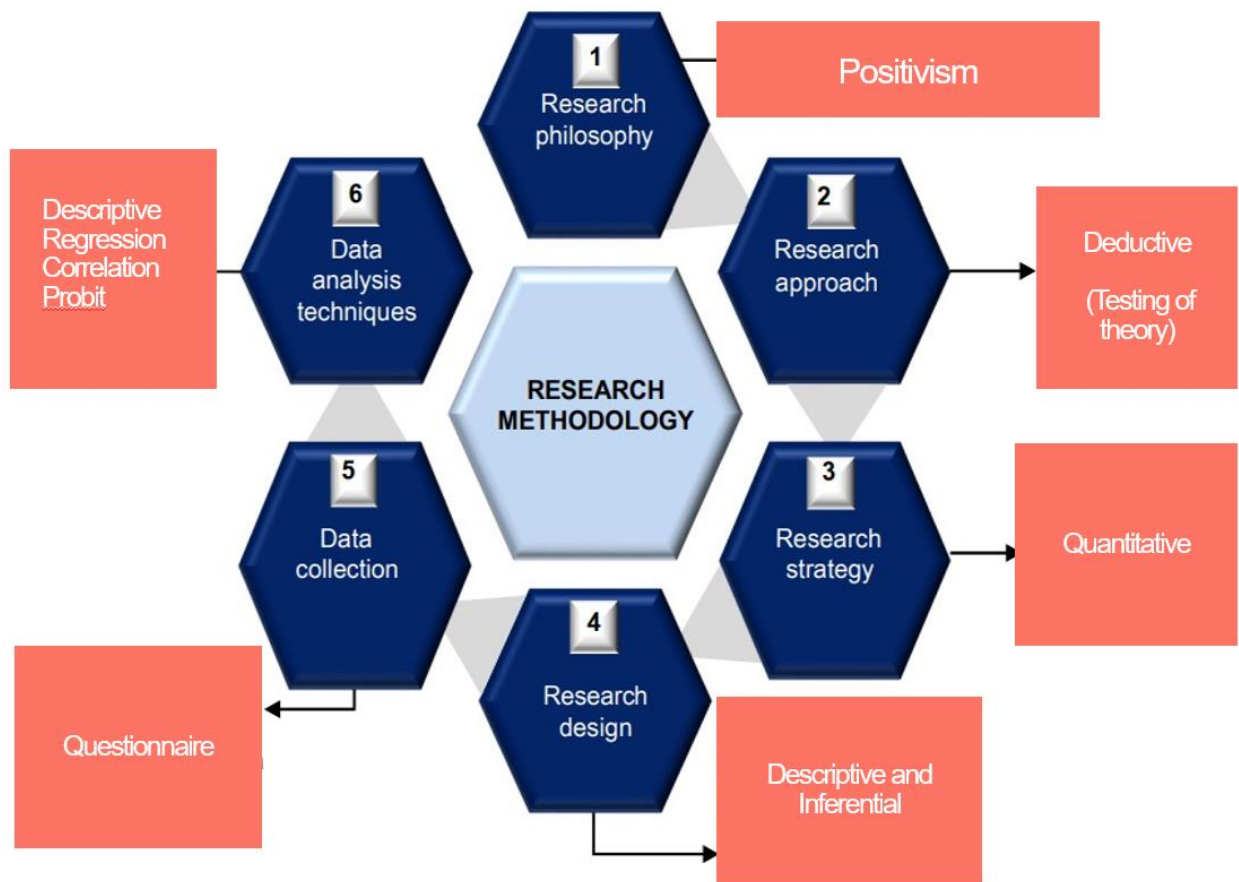 RESEARCH
METHODOLOGY
1
Research
philosophy
Positivism
2
Research
approach
Deductive
(Testing of
theory)
3
Research
strategy
Quantitative
4
Research
design
Descriptive and
Inferential
5
Data
collection
Questionnaire
6
Data
analysis
techniques
Descriptive
Regression
Correlation
Probit